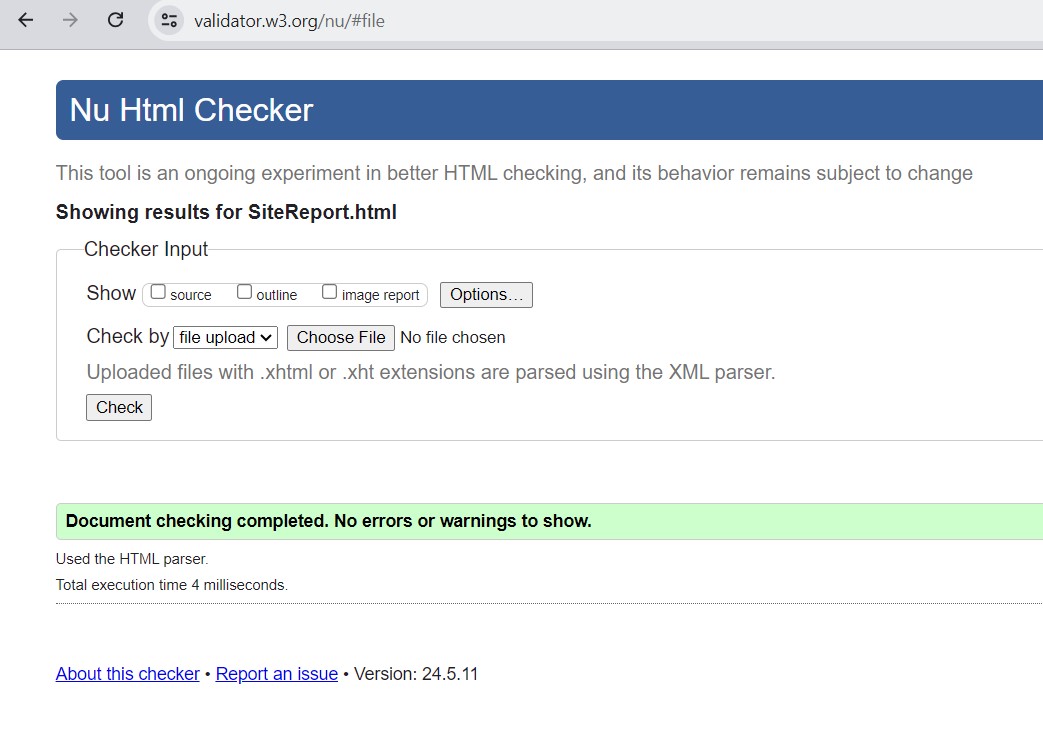 validator.w3.org/nu/#file
Nu Html Checker
This tool is an ongoing experiment in better HTML checking, and its behavior remains subject to change
Showing results for SiteReport.html
Checker Input
Show source outline image report Options…
Check by file upload Choose File No file chosen
Uploaded files with .xhtml or .xht extensions are parsed using the XML parser.
Check
Document checking completed. No errors or warnings to show.
Used the HTML parser.
Total execution time 4 milliseconds.
About this checker • Report an issue • Version: 24.5.11